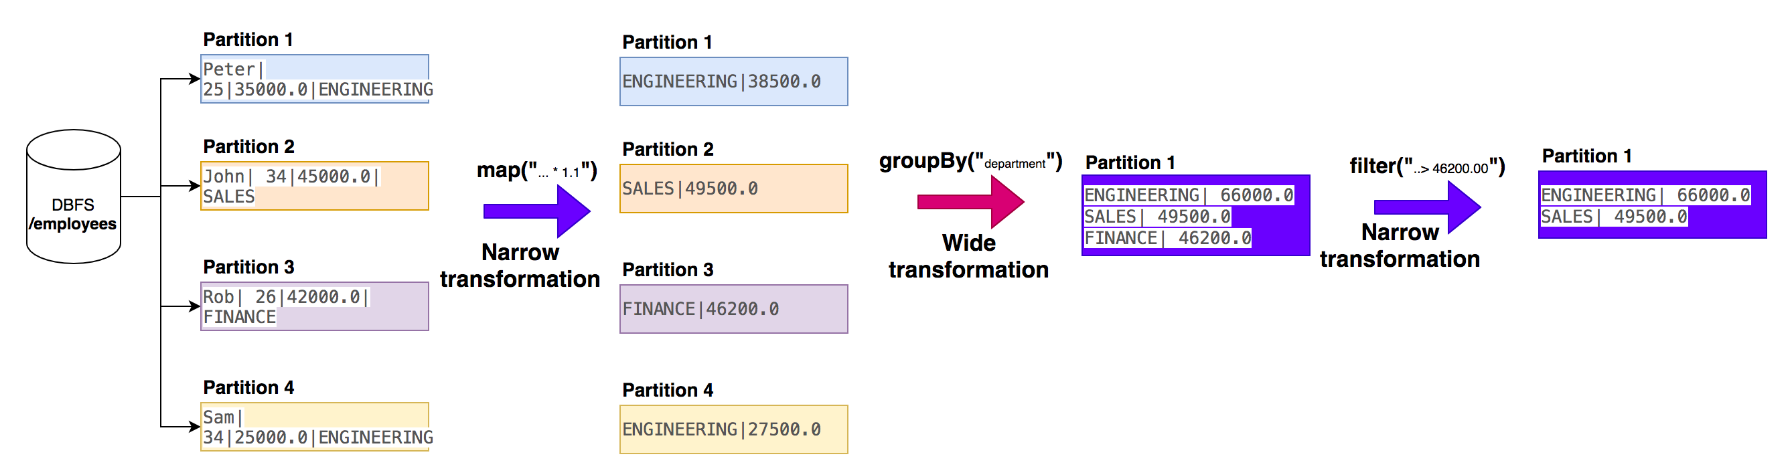 DBFS
/employees
Partition 1
Peter|
25|35000.0|ENGINEERING
Partition 2
John| 34|45000.0|
SALES
Partition 3
Rob| 26|42000.0|
FINANCE
Partition 4
Sam|
34|25000.0|ENGINEERING
map("... * 1.1")
Narrow
transformation
Partition 1
ENGINEERING|38500.0
Partition 2
SALES|49500.0
Partition 3
FINANCE|46200.0
Partition 4
ENGINEERING|27500.0
groupBy("department")
Wide
transformation
Partition 1
ENGINEERING| 66000.0
SALES| 49500.0
FINANCE| 46200.0
filter("..> 46200.00")
Narrow
transformation
Partition 1
ENGINEERING| 66000.0
SALES| 49500.0